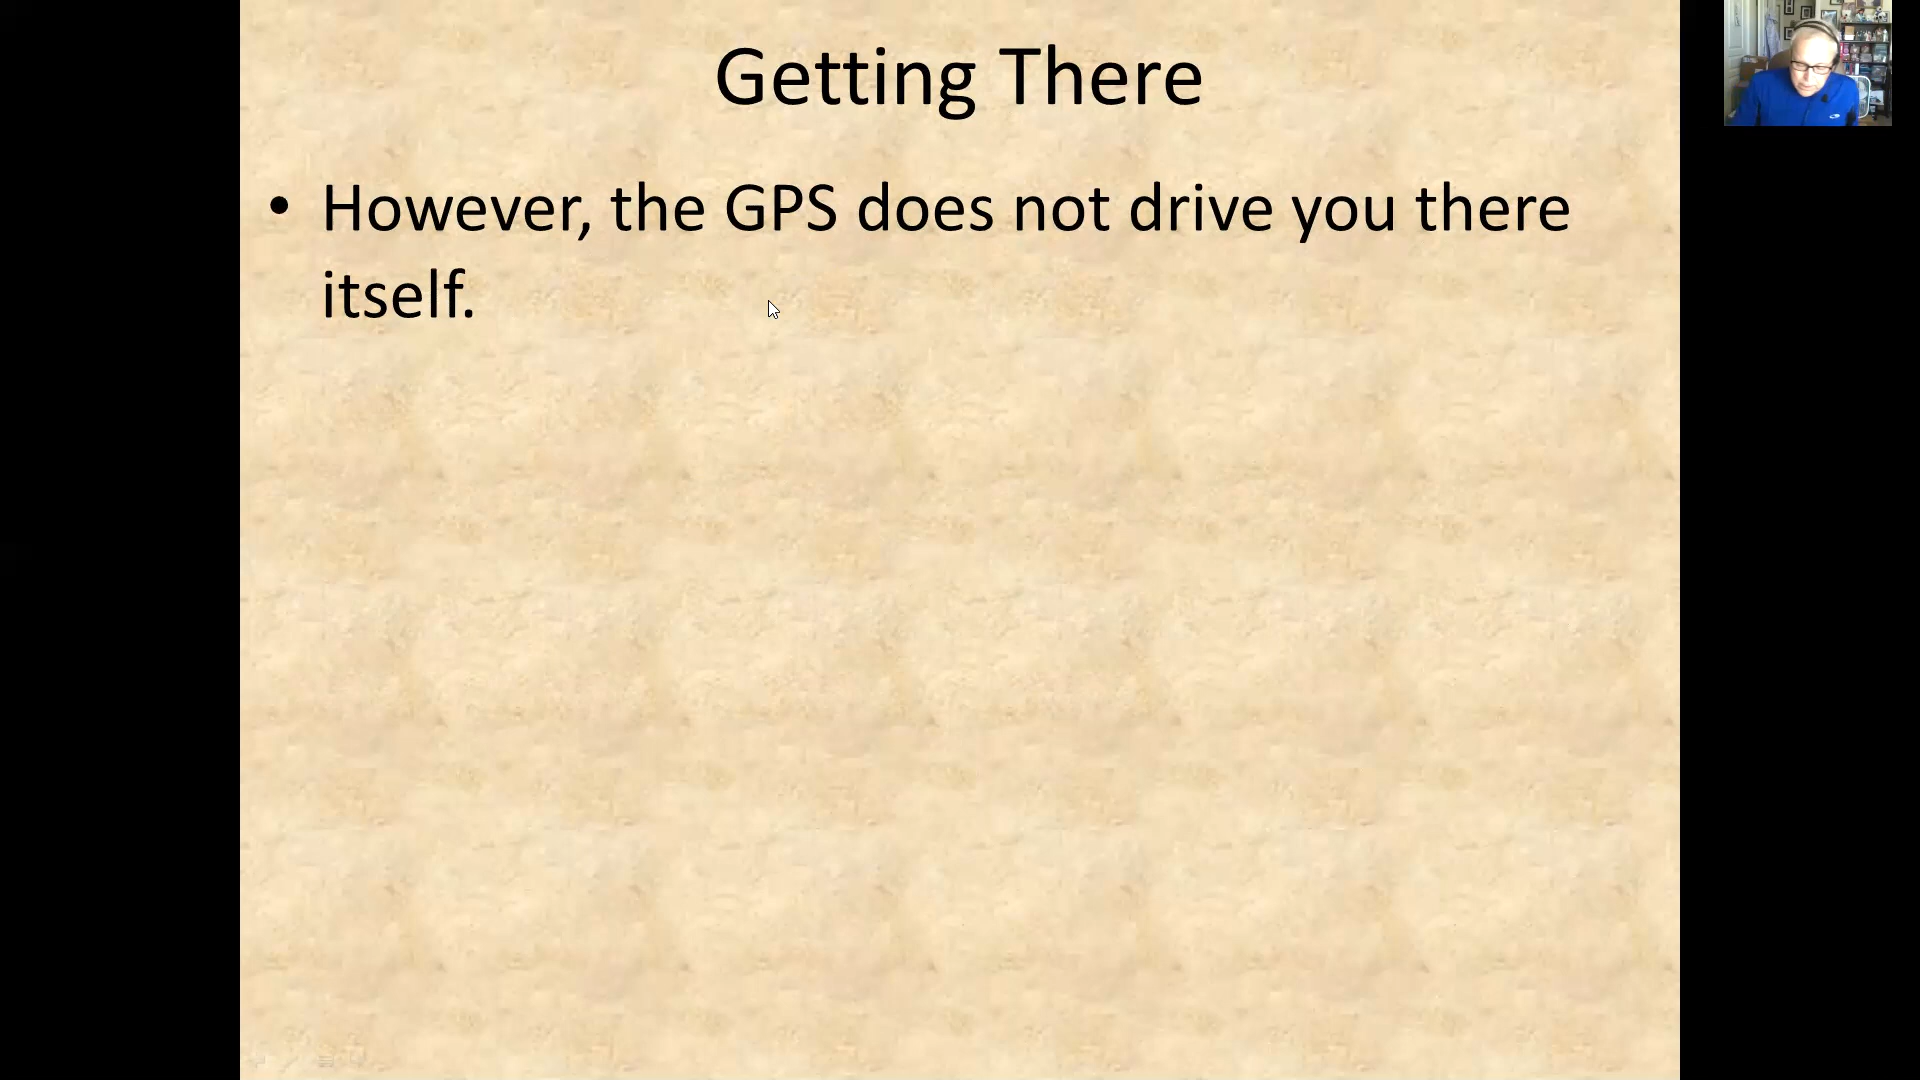 Getting There
• However, the GPS does not drive you there
itself.